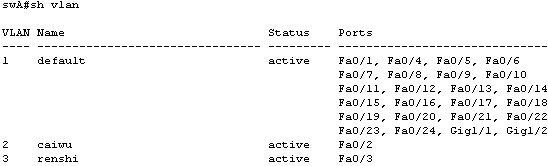 swA#sh vlan
VLAN Name Status Ports
---- -------------------------------- --------- -------------------------------
1 default active Fa0/1, Fa0/4, Fa0/5, Fa0/6
Fa0/7, Fa0/8, Fa0/9, Fa0/10
Fa0/11, Fa0/12, Fa0/13, Fa0/14
Fa0/15, Fa0/16, Fa0/17, Fa0/18
Fa0/19, Fa0/20, Fa0/21, Fa0/22
Fa0/23, Fa0/24, Gig1/1, Gig1/2
2 caiwu active Fa0/2
3 renshi active Fa0/3